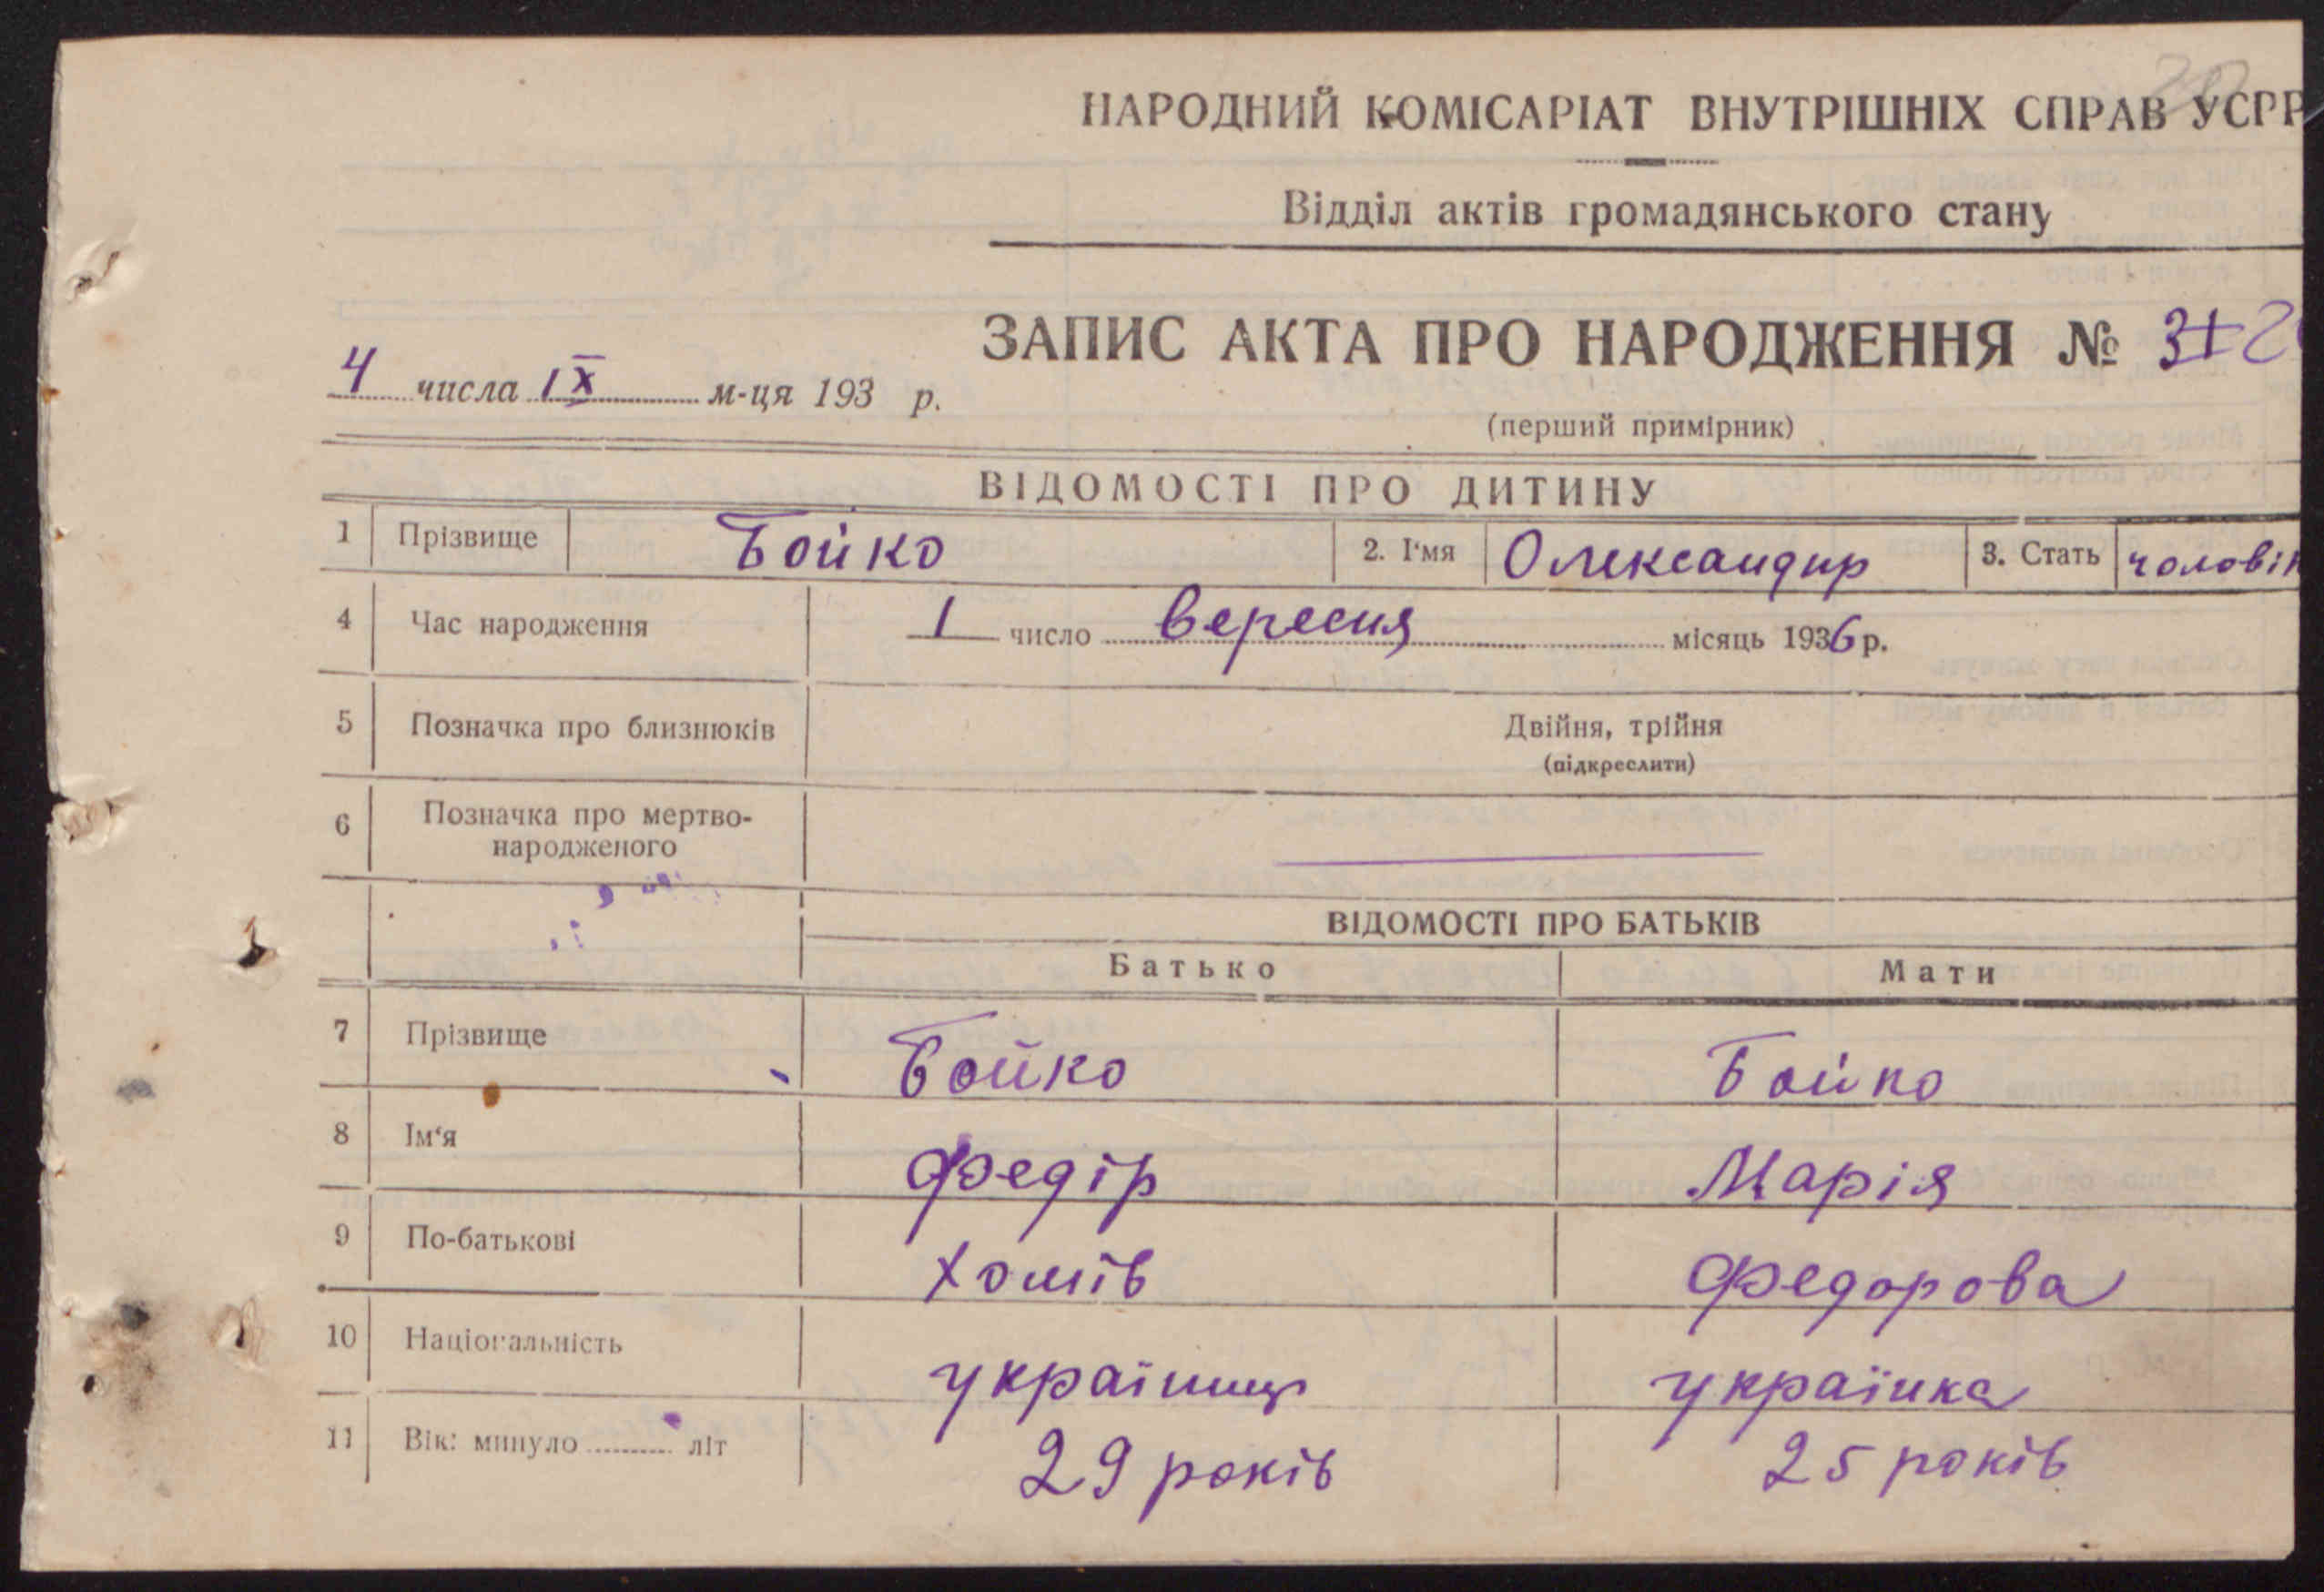 НАРОДНИЙ КОМІСАРІАТ ВНУТРІШНІХ СПРАВ УСРР
Відділ актів громадянського стану
ЗАПИС АКТА ПРО НАРОДЖЕННЯ №
4 числа IX м-ця 193 р.
(перший примірник)
ВІДОМОСТІ ПРО ДИТИНУ
1 Прізвище Бойко 2. І'мя Олександир 3. Стать чоловік
4 Час народження 1 число вересня місяць 1936 р.
5 Позначка про близнюків Двійня, трійня
(підкреслити)
6 Позначка про мертво-
народженого
ВІДОМОСТІ ПРО БАТЬКІВ
Батько Мати
7 Прізвище Бойко Бойко
8 Ім'я Федір Марія
9 По-батькові Хомів Федорова
10 Національність українець українка
11 Вік: минуло літ 29 років 25 років